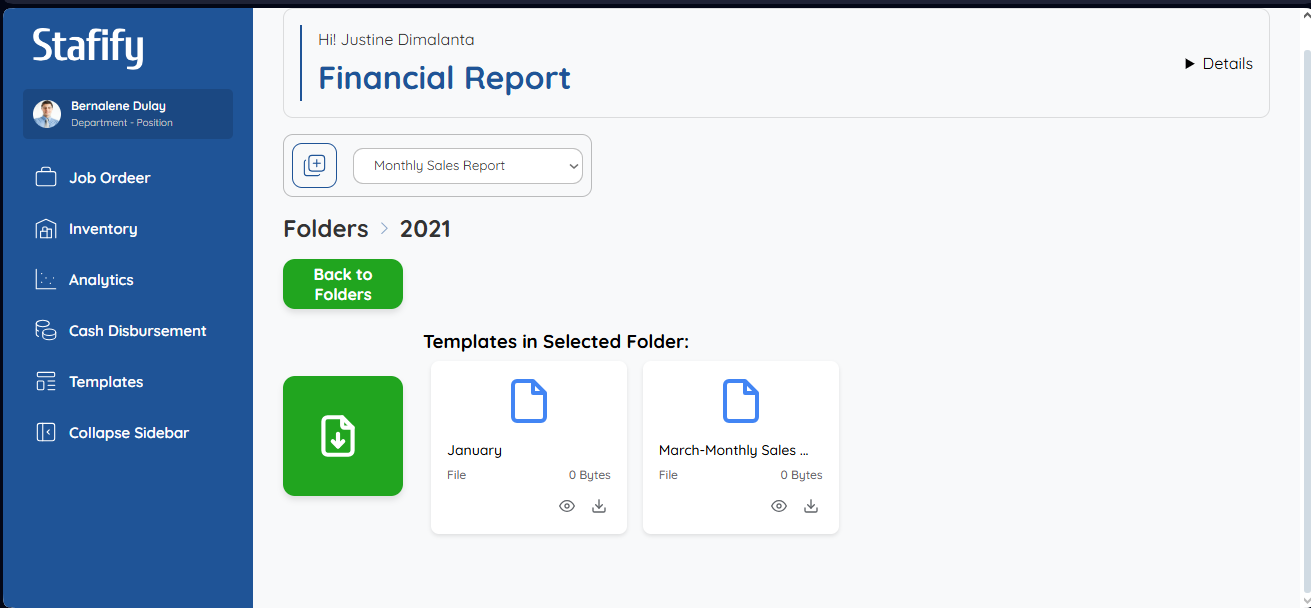 Stafify
Bernalene Dulay
Department - Position
Job Ordeer
Inventory
Analytics
Cash Disbursement
Templates
Collapse Sidebar
Hi! Justine Dimalanta
Financial Report
▶ Details
Monthly Sales Report
Folders > 2021
Back to
Folders
Templates in Selected Folder:
January
File 0 Bytes
March-Monthly Sales ...
File 0 Bytes